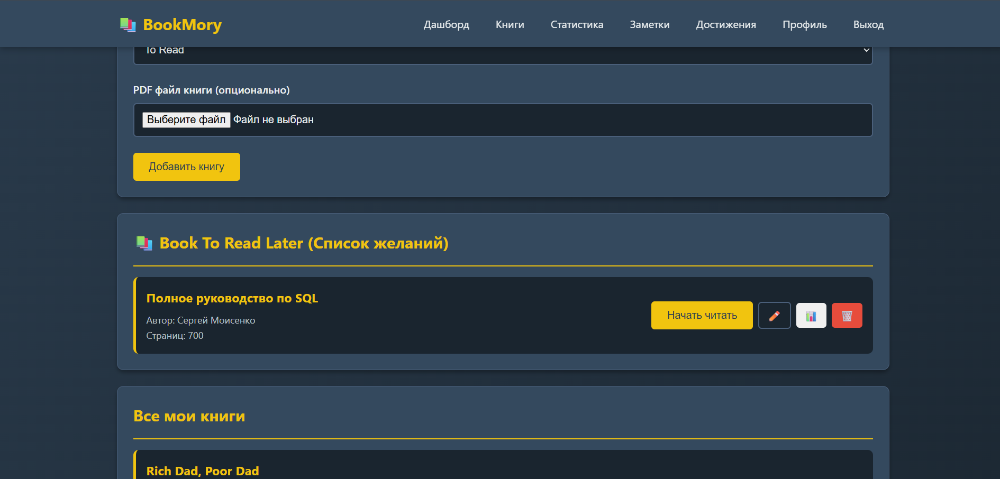 BookMory
Дашборд
Книги
Статистика
Заметки
Достижения
Профиль
Выход
To Read
PDF файл книги (опционально)
Выберите файл Файл не выбран
Добавить книгу
Book To Read Later (Список желаний)
Полное руководство по SQL
Автор: Сергей Моисенко
Страниц: 700
Начать читать
Все мои книги
Rich Dad, Poor Dad